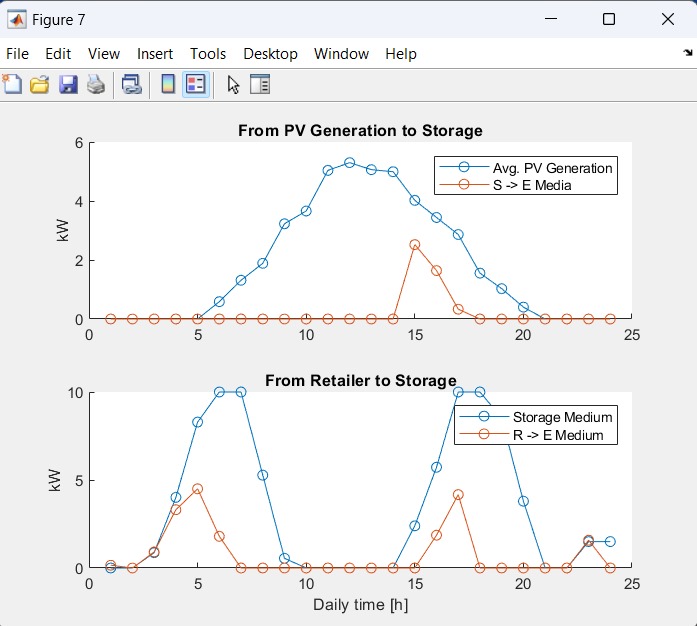 Figure 7
File Edit View Insert Tools Desktop Window Help
From PV Generation to Storage
6
4
2
0
kW
Avg. PV Generation
S -> E Media
0 5 10 15 20 25
From Retailer to Storage
10
5
0
kW
Storage Medium
R -> E Medium
0 5 10 15 20 25
Daily time [h]